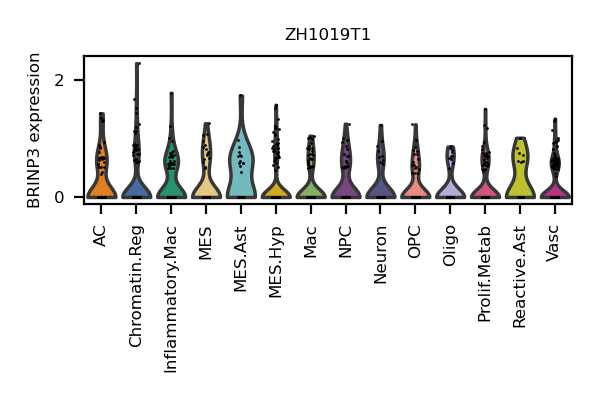 ZH1019T1
BRINP3 expression
2
0
AC
Chromatin.Reg
Inflammatory.Mac
MES
MES.Ast
MES.Hyp
Mac
NPC
Neuron
OPC
Oligo
Prolif.Metab
Reactive.Ast
Vasc